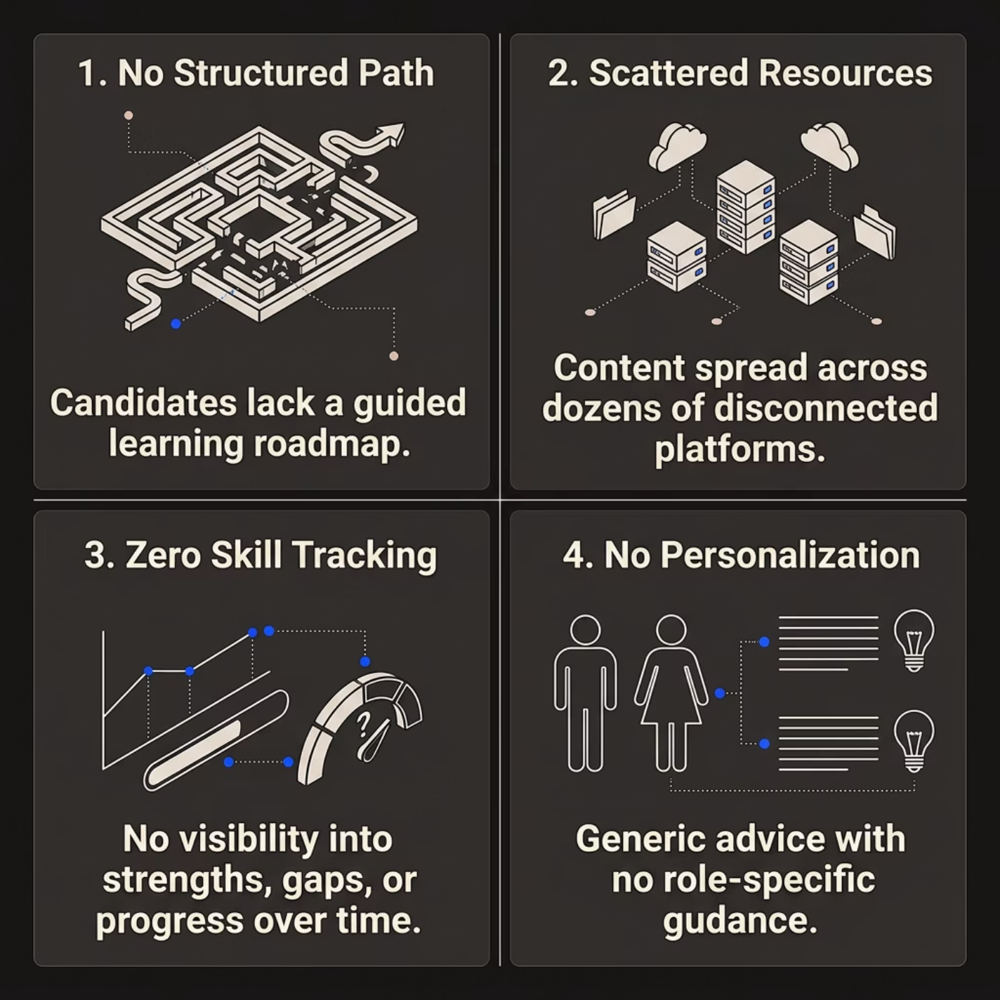 1. No Structured Path
Candidates lack a guided
learning roadmap.
2. Scattered Resources
Content spread across
dozens of disconnected
platforms.
3. Zero Skill Tracking
?
No visibility into
strengths, gaps, or
progress over time.
4. No Personalization
Generic advice with
no role-specific
gudance.